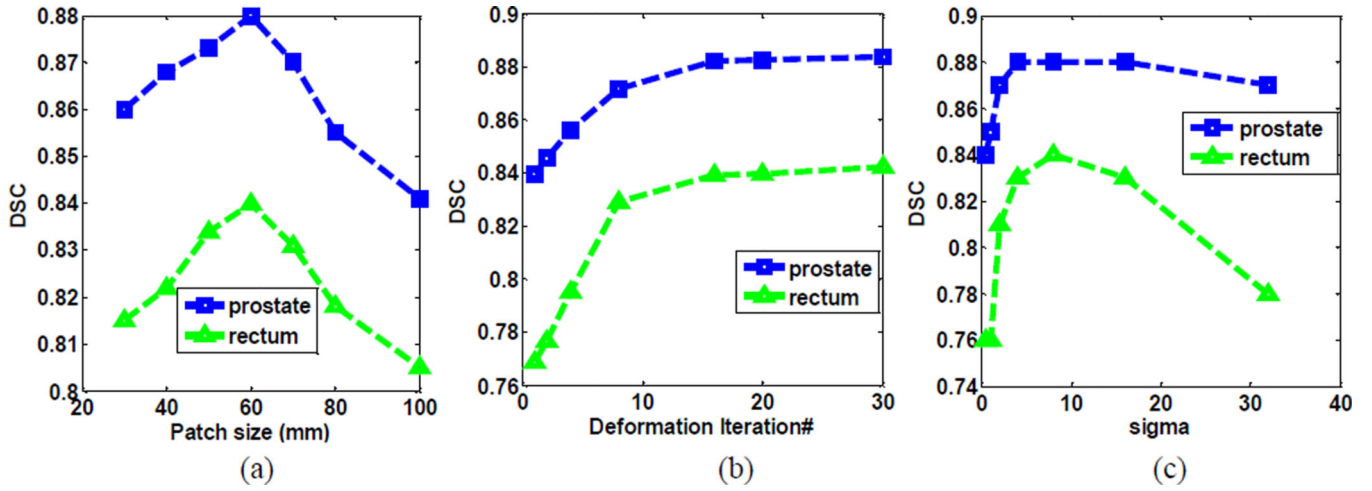 0.88
0.87
0.86
0.85
0.84
0.83
0.82
0.81
0.8
DSC
20
40
60
80
100
Patch size (mm)
prostate
rectum
(a)
0.9
0.88
0.86
0.84
0.82
0.8
0.78
0.76
DSC
0
5
10
15
20
25
30
Deformation Iteration#
prostate
rectum
(b)
0.9
0.88
0.86
0.84
0.82
0.8
0.78
0.76
0.74
DSC
0
10
20
30
40
sigma
prostate
rectum
(c)